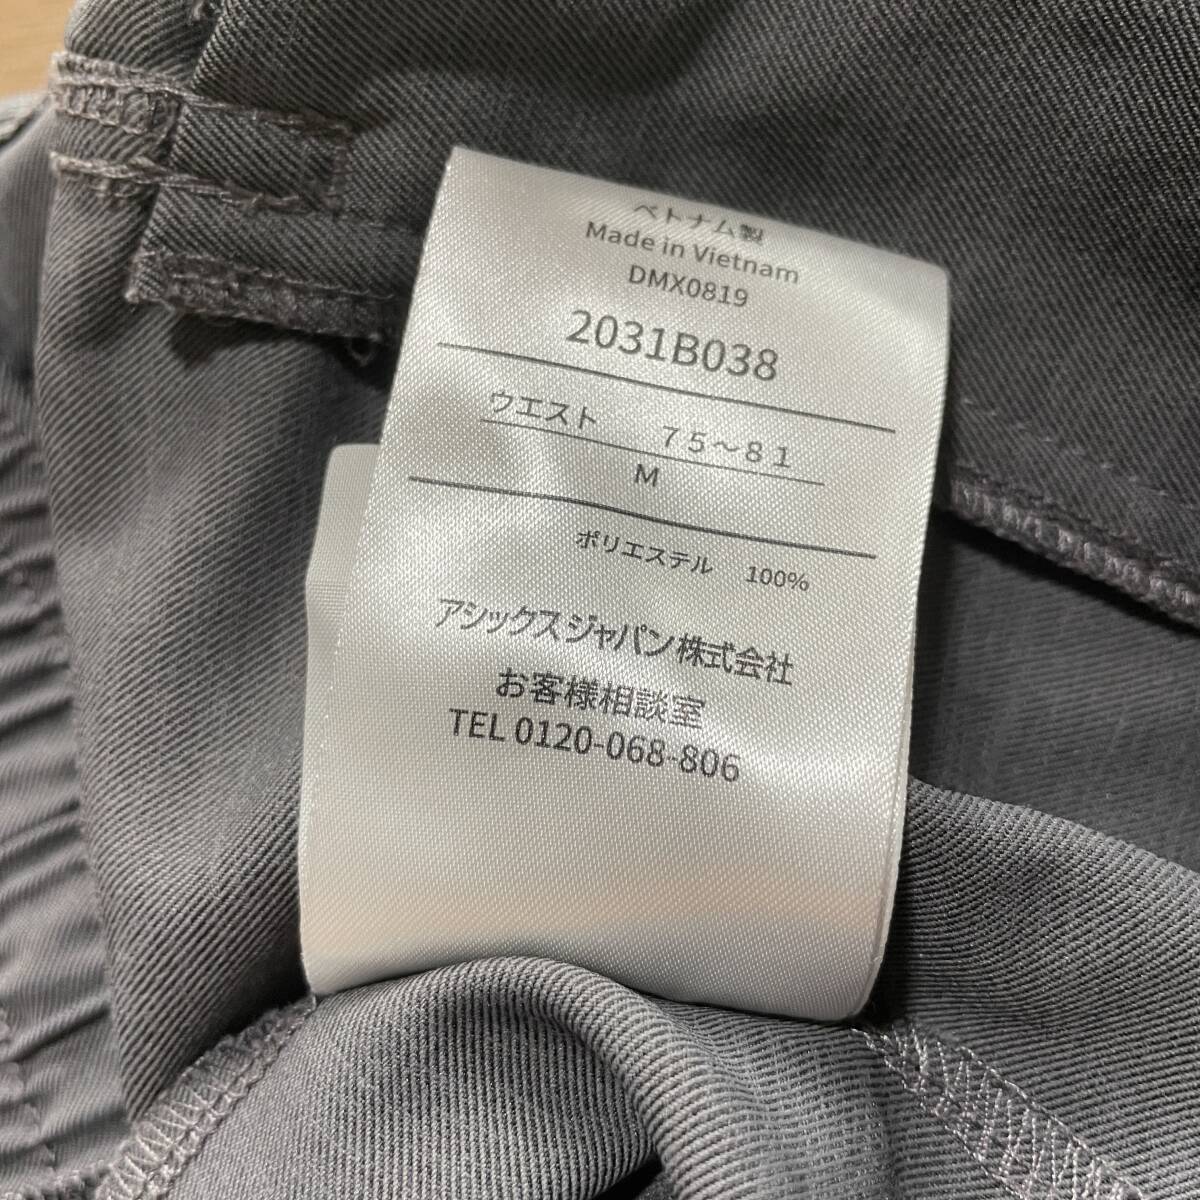 ベトナム製
Made in Vietnam
DMX0819
2031B038
ウエスト　７５～８１
M
ポリエステル　100%
アシックスジャパン株式会社
お客様相談室
TEL 0120-068-806